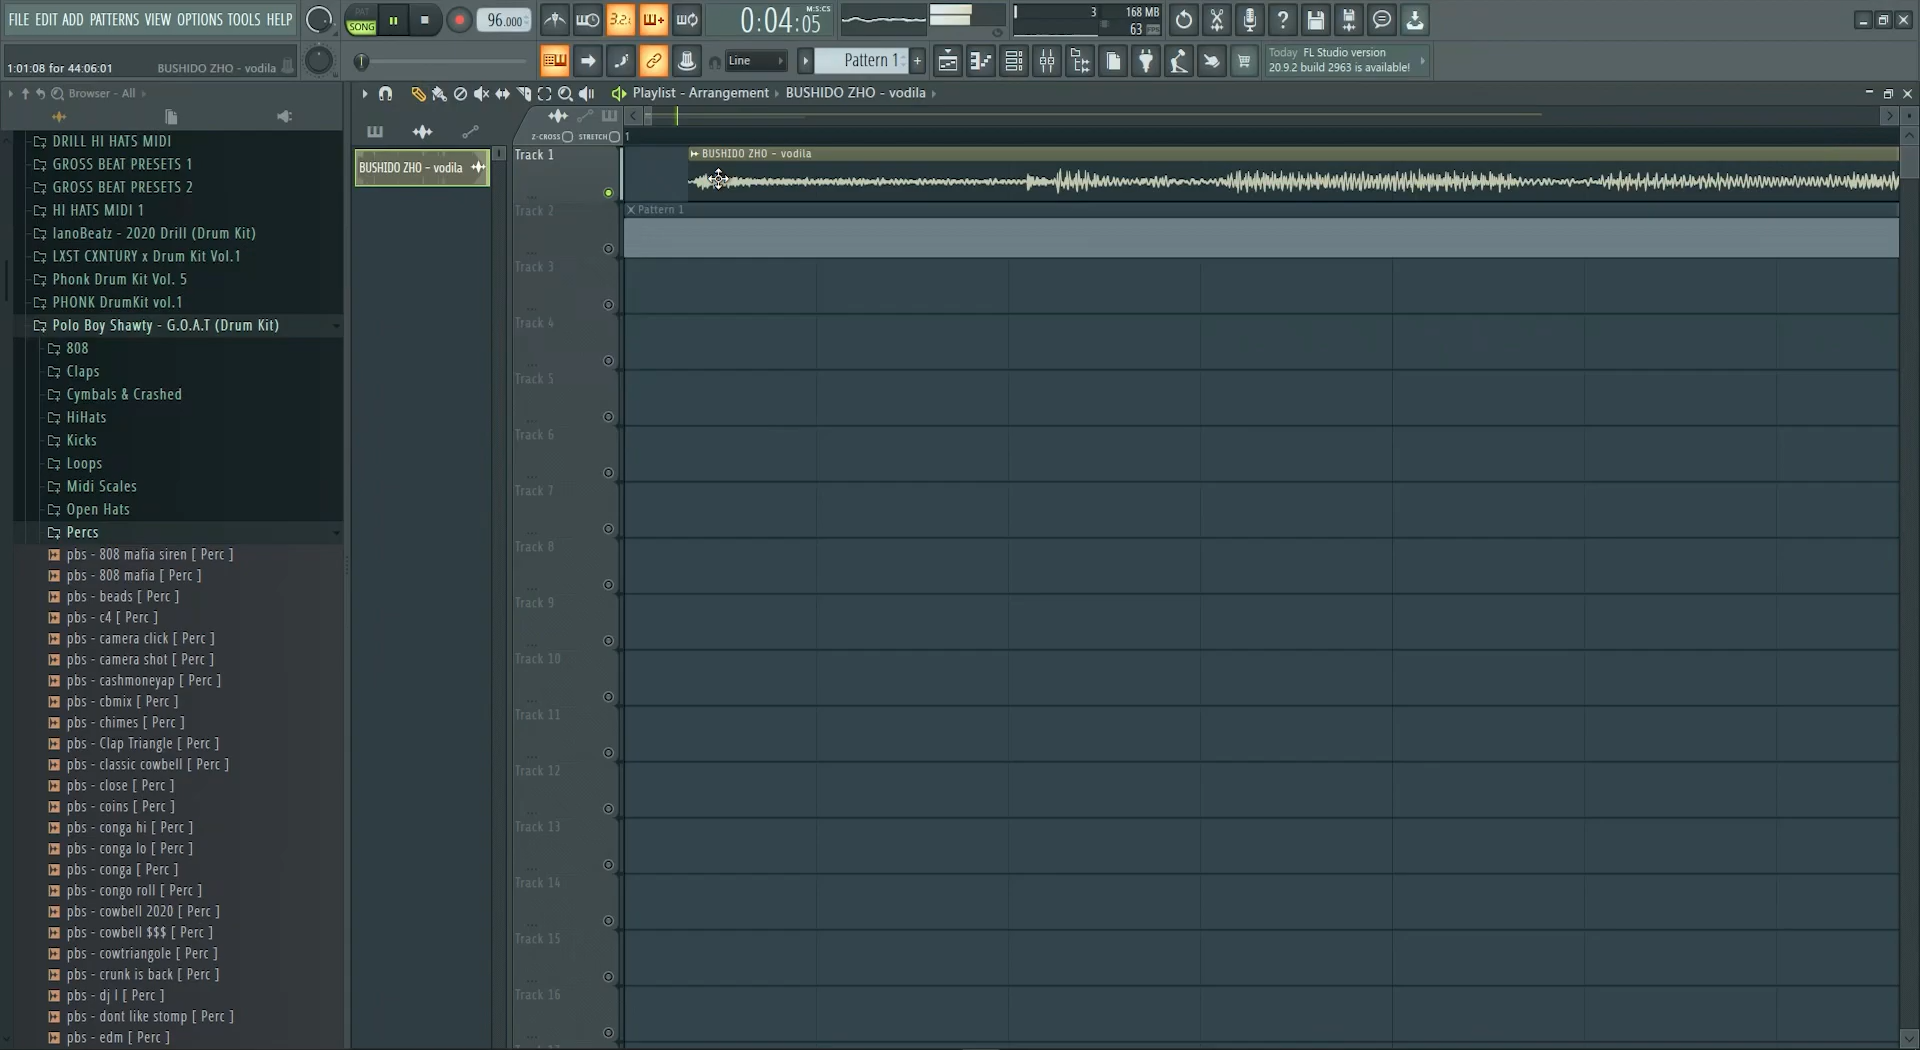 FILE EDIT ADD PATTERNS VIEW OPTIONS TOOLS HELP
PAT
SONG
96.000
3.2
0:04:05
M:S:CS
3
168 MB
63
1:01:08 for 44:06:01
BUSHIDO ZHO - vodila
Line
Pattern 1
Today FL Studio version
20.9.2 build 2963 is available!
Browser - All
Playlist - Arrangement
BUSHIDO ZHO - vodila
Z-CROSS
STRETCH
1
DRILL HI HATS MIDI
GROSS BEAT PRESETS 1
GROSS BEAT PRESETS 2
HI HATS MIDI 1
IanoBeatz - 2020 Drill (Drum Kit)
LXST CXNTURY x Drum Kit Vol.1
Phonk Drum Kit Vol. 5
PHONK DrumKit vol.1
Polo Boy Shawty - G.O.A.T (Drum Kit)
808
Claps
Cymbals & Crashed
HiHats
Kicks
Loops
Midi Scales
Open Hats
Percs
pbs - 808 mafia siren [ Perc ]
pbs - 808 mafia [ Perc ]
pbs - beads [ Perc ]
pbs - c4 [ Perc ]
pbs - camera click [ Perc ]
pbs - camera shot [ Perc ]
pbs - cashmoneyap [ Perc ]
pbs - cbmix [ Perc ]
pbs - chimes [ Perc ]
pbs - Clap Triangle [ Perc ]
pbs - classic cowbell [ Perc ]
pbs - close [ Perc ]
pbs - coins [ Perc ]
pbs - conga hi [ Perc ]
pbs - conga lo [ Perc ]
pbs - conga [ Perc ]
pbs - congo roll [ Perc ]
pbs - cowbell 2020 [ Perc ]
pbs - cowbell $$$ [ Perc ]
pbs - cowtriangole [ Perc ]
pbs - crunk is back [ Perc ]
pbs - dj l [ Perc ]
pbs - dont like stomp [ Perc ]
pbs - edm [ Perc ]
BUSHIDO ZHO - vodila
Track 1
BUSHIDO ZHO - vodila
Track 2
Pattern 1
Track 3
Track 4
Track 5
Track 6
Track 7
Track 8
Track 9
Track 10
Track 11
Track 12
Track 13
Track 14
Track 15
Track 16